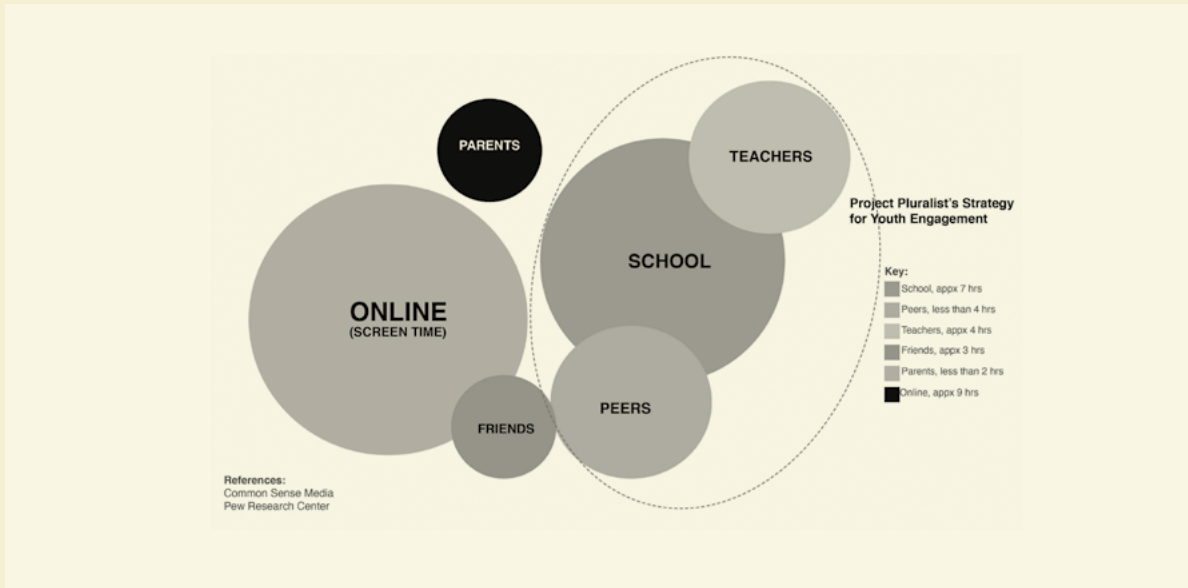 PARENTS
TEACHERS
Project Pluralist's Strategy
for Youth Engagement
SCHOOL
ONLINE
(SCREEN TIME)
Key:
School, appx 7 hrs
Peers, less than 4 hrs
Teachers, appx 4 hrs
Friends, appx 3 hrs
Parents, less than 2 hrs
Online, appx 9 hrs
PEERS
FRIENDS
References:
Common Sense Media
Pew Research Center